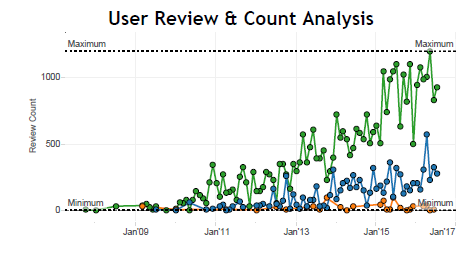 User Review & Count Analysis
Maximum Maximum
1000
500
0
Review Count
Minimum Minimum
Jan'09 Jan'11 Jan'13 Jan'15 Jan'17